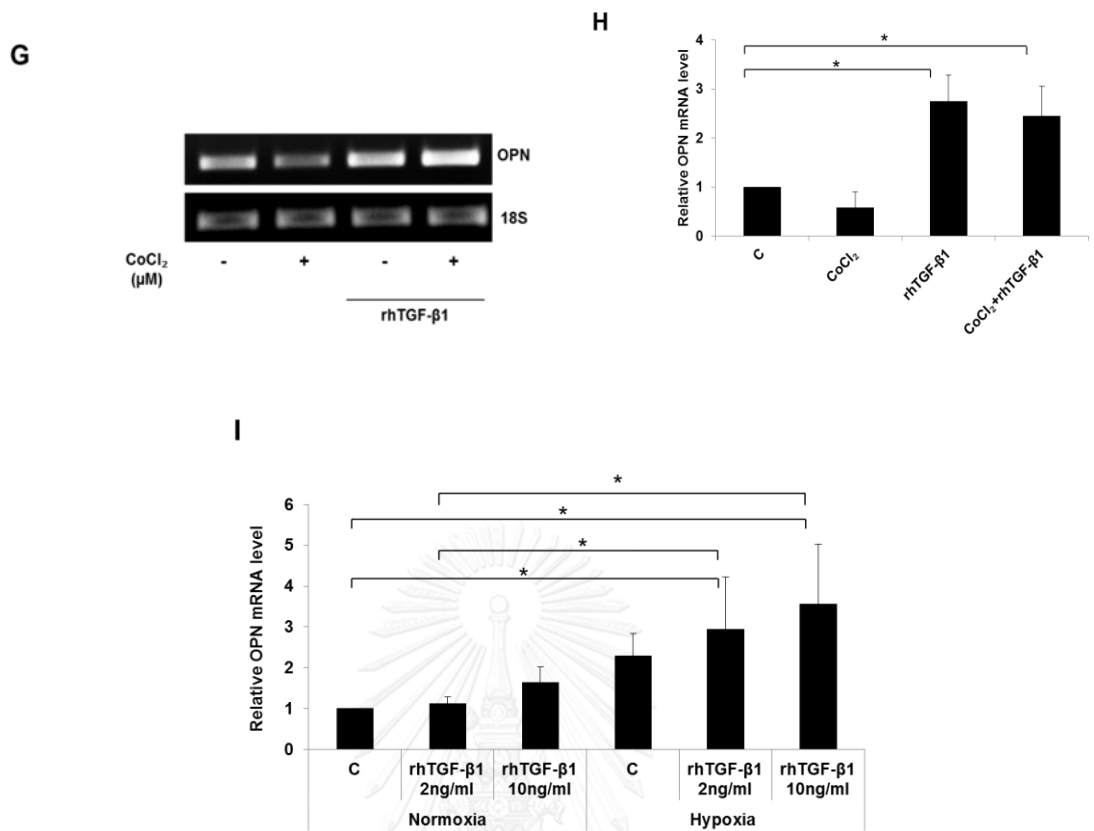 G
OPN
18S
CoCl₂ - + - +
(µM)
rhTGF-β1
H
Relative OPN mRNA level
4
3
2
1
0
* 
*
C
CoCl₂
rhTGF-β1
CoCl₂+rhTGF-β1
I
Relative OPN mRNA level
6
5
4
3
2
1
0
*
*
*
*
C rhTGF-β1 rhTGF-β1 C rhTGF-β1 rhTGF-β1
2ng/ml 10ng/ml 2ng/ml 10ng/ml
Normoxia Hypoxia